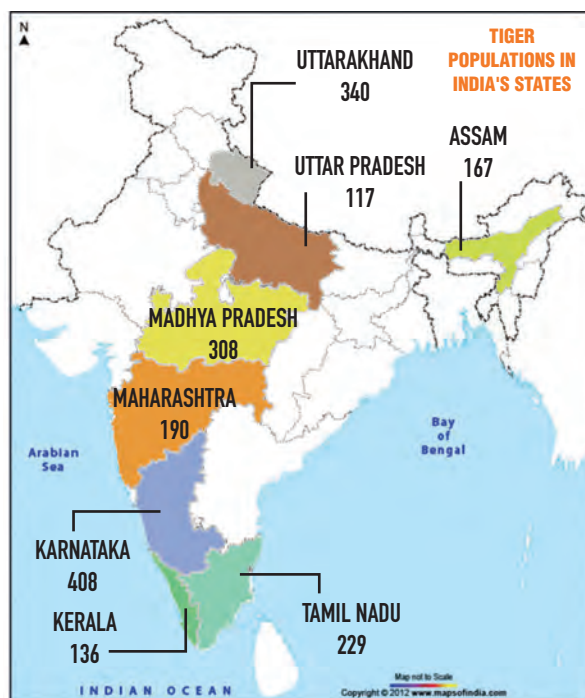 N
TIGER
POPULATIONS IN
INDIA'S STATES
UTTARAKHAND
340
ASSAM
167
UTTAR PRADESH
117
MADHYA PRADESH
308
MAHARASHTRA
190
Arabian
Sea
Bay
of
Bengal
KARNATAKA
408
KERALA
136
TAMIL NADU
229
Map not to Scale
Copyright © 2012 www.mapsofindia.com
INDIAN OCEAN